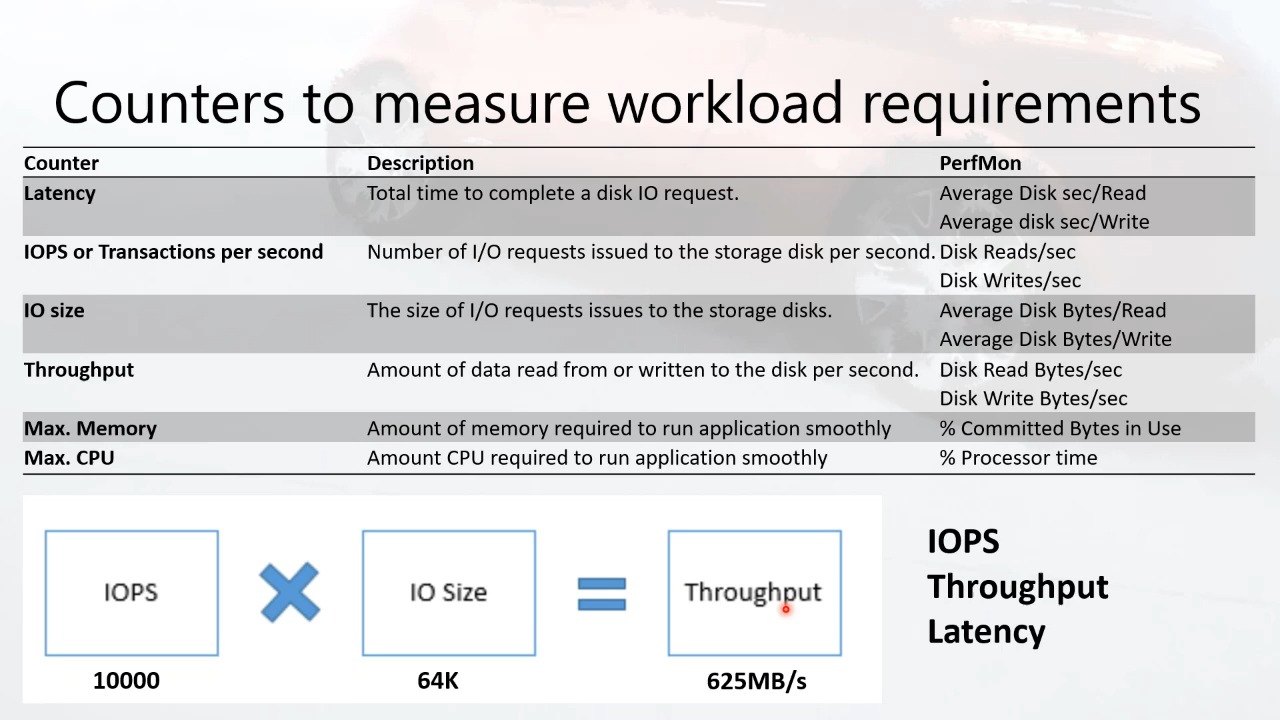 Counters to measure workload requirements
Counter Description PerfMon
Latency Total time to complete a disk IO request. Average Disk sec/Read
Average disk sec/Write
IOPS or Transactions per second Number of I/O requests issued to the storage disk per second. Disk Reads/sec
Disk Writes/sec
IO size The size of I/O requests issues to the storage disks. Average Disk Bytes/Read
Average Disk Bytes/Write
Throughput Amount of data read from or written to the disk per second. Disk Read Bytes/sec
Disk Write Bytes/sec
Max. Memory Amount of memory required to run application smoothly % Committed Bytes in Use
Max. CPU Amount CPU required to run application smoothly % Processor time
IOPS IO Size Throughput
10000 64K 625MB/s
IOPS
Throughput
Latency